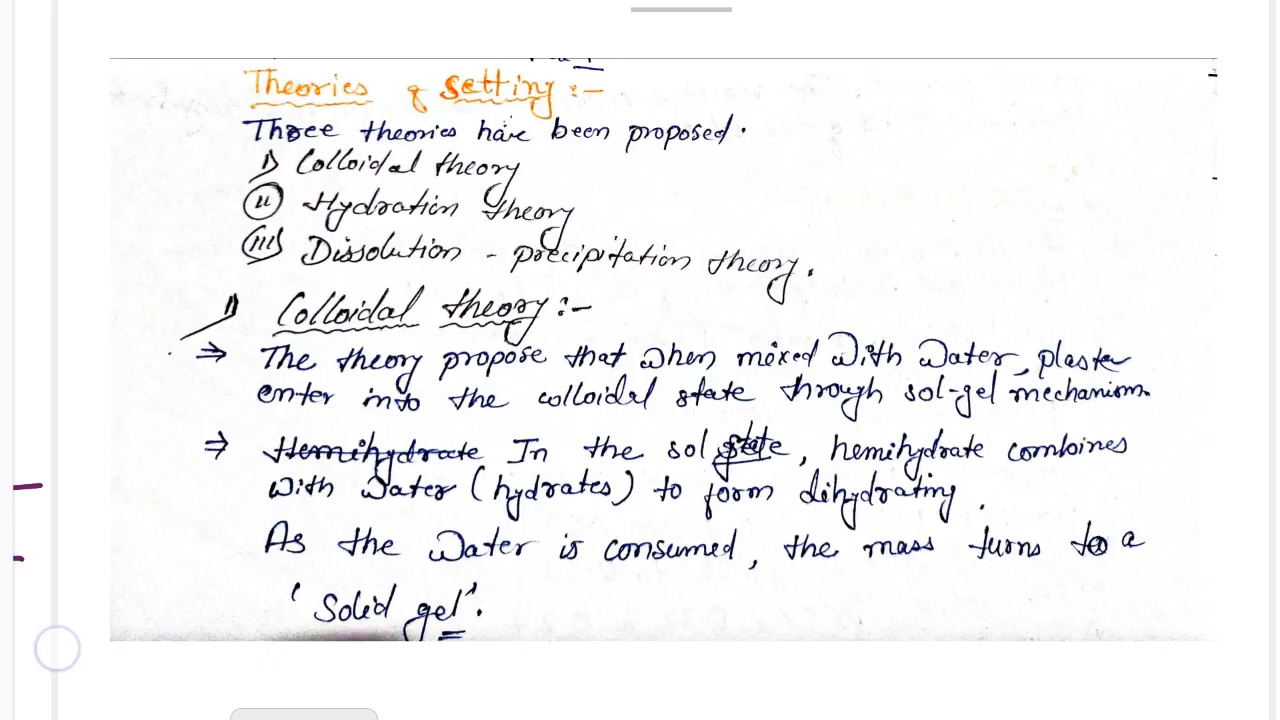 Theories of Setting :-
Three theories have been proposed.
i) Colloidal theory
ii) Hydration theory
iii) Dissolution - precipitation theory.
1) Colloidal theory :-
⇒ The theory propose that when mixed with water, plaster
enter into the colloidal state through sol-gel mechanism.
⇒ Hemihydrate In the sol state, hemihydrate combines
with water (hydrates) to form dihydrating.
As the water is consumed, the mass turns to a
'Solid gel'.